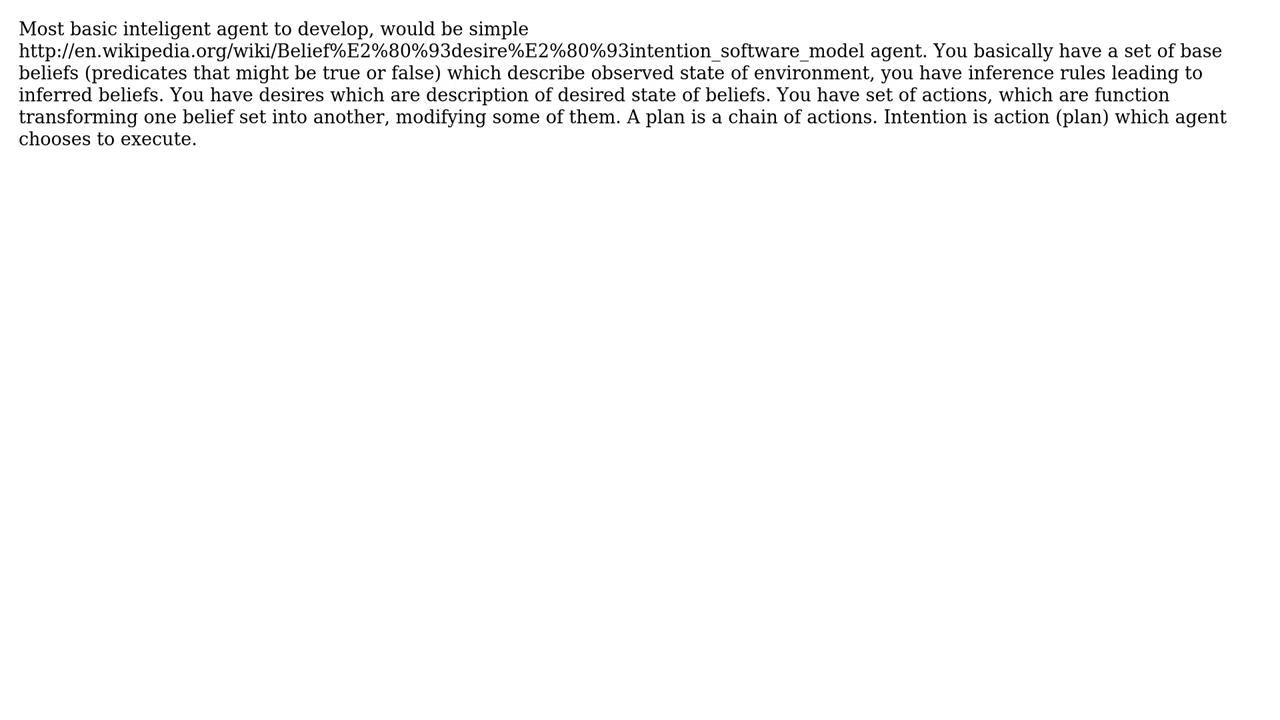 Most basic inteligent agent to develop, would be simple
http://en.wikipedia.org/wiki/Belief%E2%80%93desire%E2%80%93intention_software_model agent. You basically have a set of base
beliefs (predicates that might be true or false) which describe observed state of environment, you have inference rules leading to
inferred beliefs. You have desires which are description of desired state of beliefs. You have set of actions, which are function
transforming one belief set into another, modifying some of them. A plan is a chain of actions. Intention is action (plan) which agent
chooses to execute.